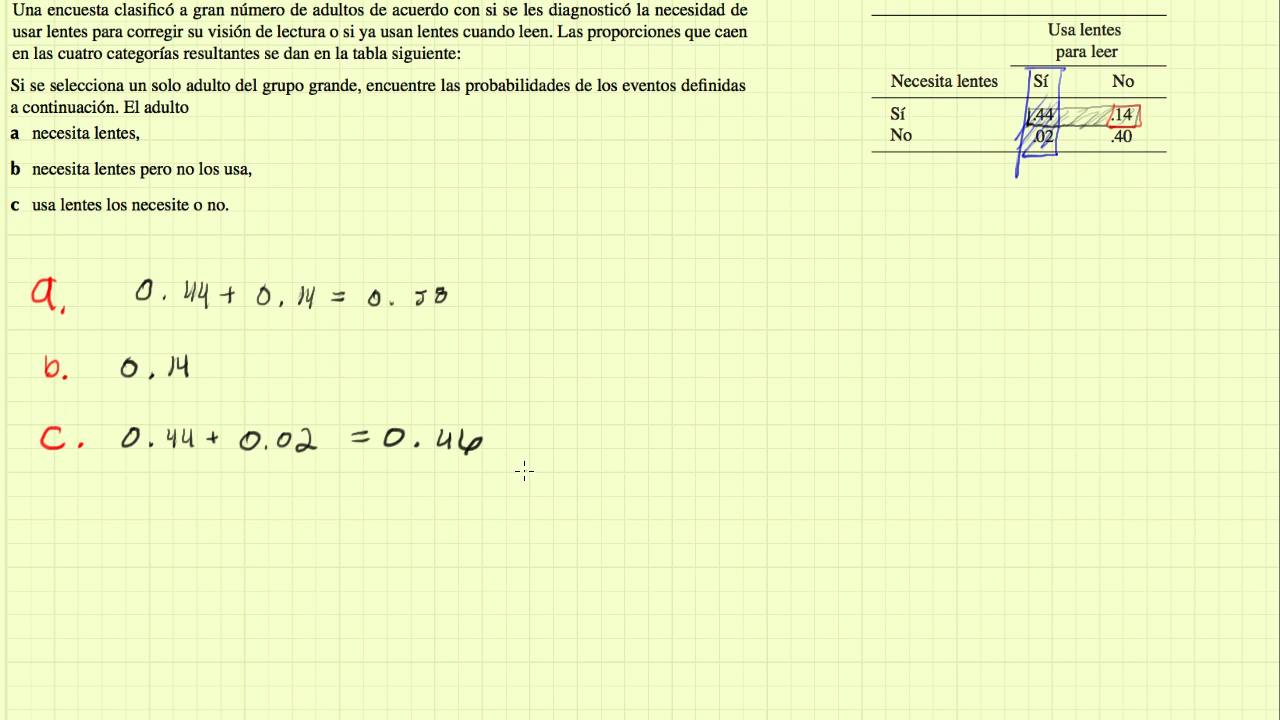 Una encuesta clasificó a gran número de adultos de acuerdo con si se les diagnosticó la necesidad de
usar lentes para corregir su visión de lectura o si ya usan lentes cuando leen. Las proporciones que caen
en las cuatro categorías resultantes se dan en la tabla siguiente:
Si se selecciona un solo adulto del grupo grande, encuentre las probabilidades de los eventos definidas
a continuación. El adulto
a necesita lentes,
b necesita lentes pero no los usa,
c usa lentes los necesite o no.
Usa lentes
para leer
Necesita lentes Sí No
Sí .44 .14
No .02 .40
a. 0.44 + 0,14 = 0.58
b. 0,14
c. 0.44 + 0.02 = 0.46